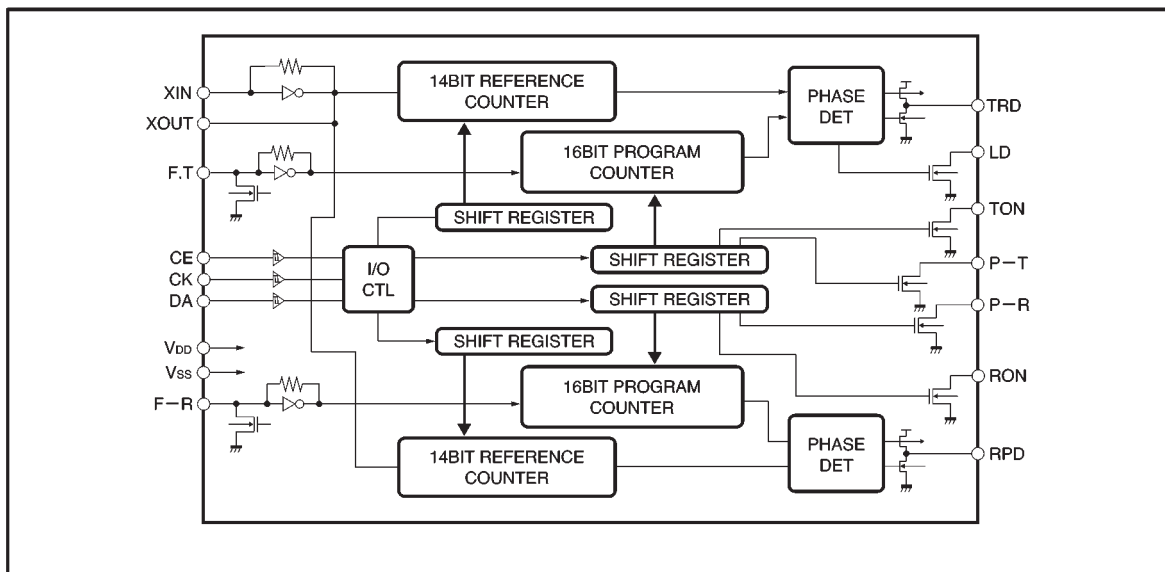 XIN
XOUT
F.T
CE
CK
DA
VDD
VSS
F−R
14BIT REFERENCE
COUNTER
16BIT PROGRAM
COUNTER
SHIFT REGISTER
I/O
CTL
SHIFT REGISTER
SHIFT REGISTER
SHIFT REGISTER
16BIT PROGRAM
COUNTER
14BIT REFERENCE
COUNTER
PHASE
DET
PHASE
DET
TRD
LD
TON
P−T
P−R
RON
RPD